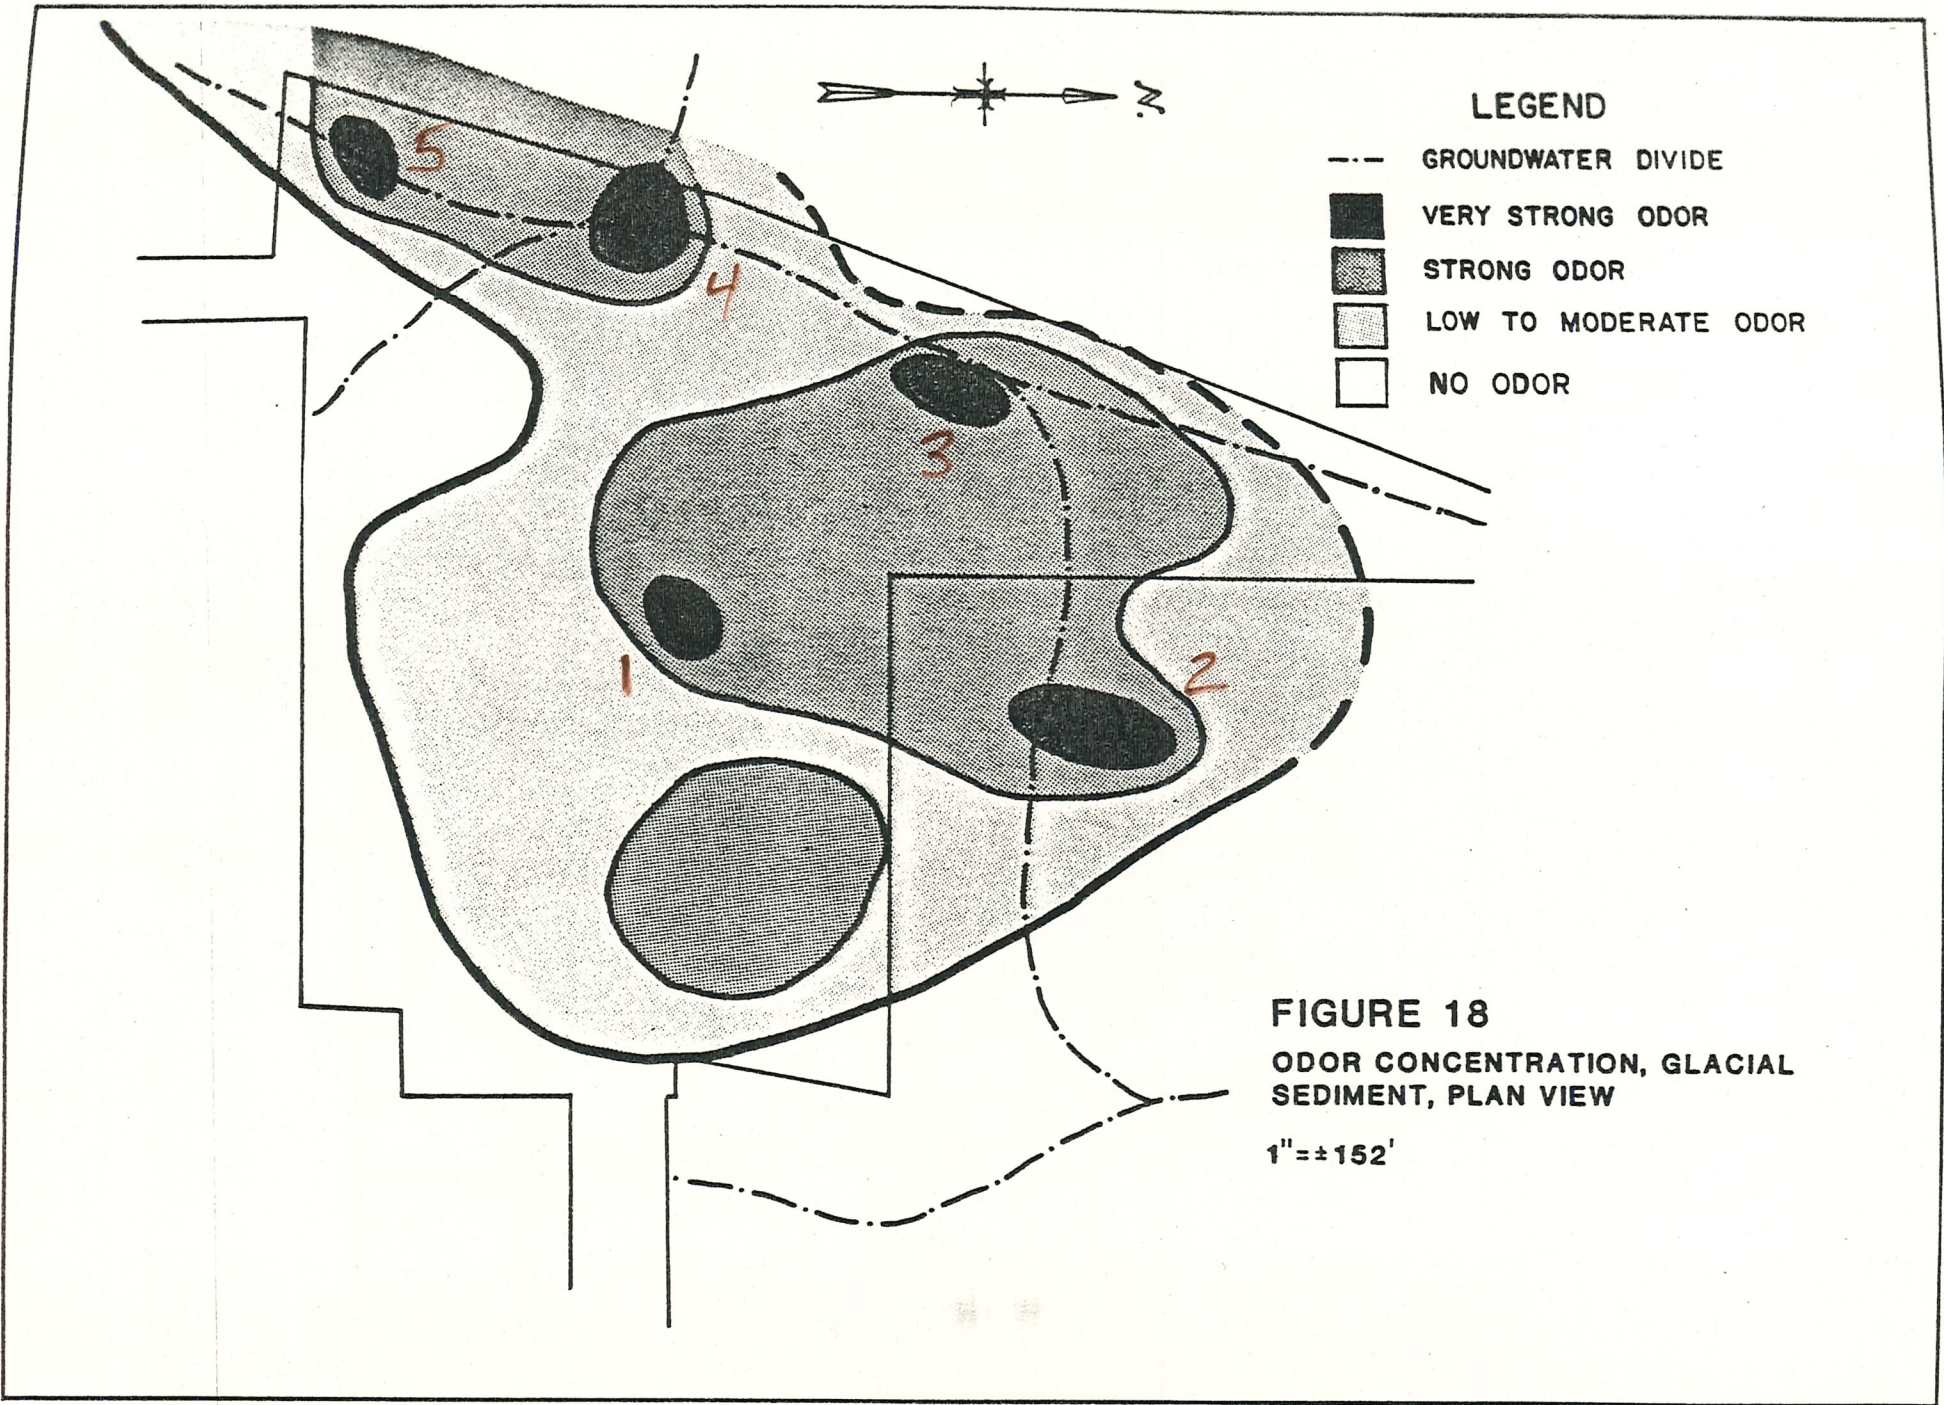 N.
LEGEND
GROUNDWATER DIVIDE
VERY STRONG ODOR
STRONG ODOR
LOW TO MODERATE ODOR
NO ODOR
5
4
3
1
2
FIGURE 18
ODOR CONCENTRATION, GLACIAL
SEDIMENT, PLAN VIEW
1"=±152'